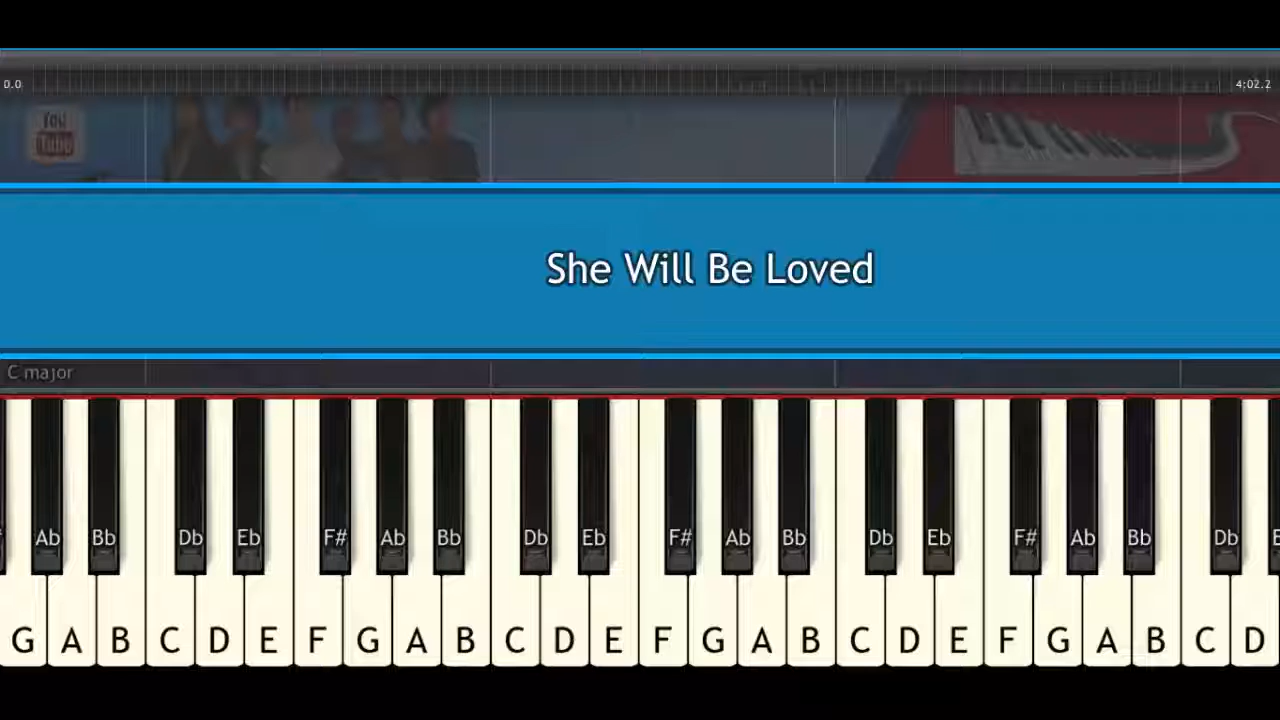 0.0 4:02.2
You
Tube
She Will Be Loved
C major
Ab Bb Db Eb F# Ab Bb Db Eb F# Ab Bb Db Eb F# Ab Bb Db
G A B C D E F G A B C D E F G A B C D E F G A B C D